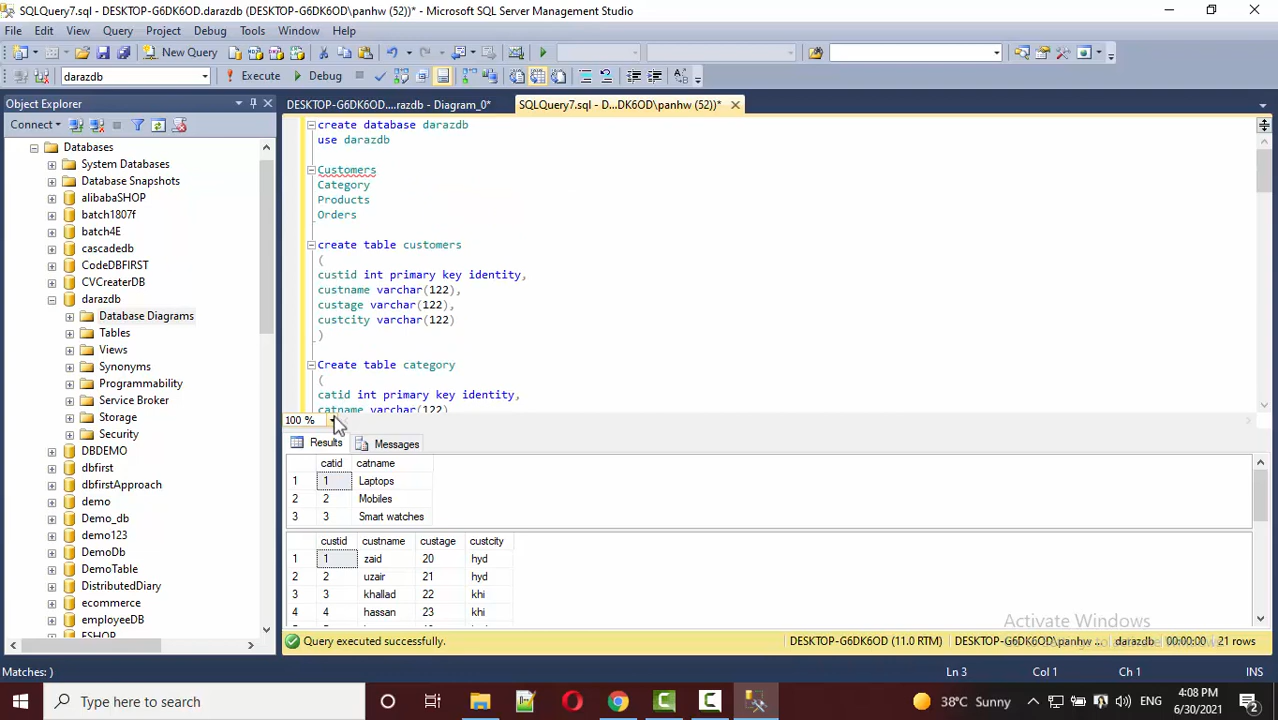 SQLQuery7.sql - DESKTOP-G6DK6OD.darazdb (DESKTOP-G6DK6OD\panhw (52))* - Microsoft SQL Server Management Studio
File Edit View Query Project Debug Tools Window Help
New Query
darazdb Execute Debug
Object Explorer
DESKTOP-G6DK6OD....razdb - Diagram_0*
SQLQuery7.sql - D...DK6OD\panhw (52))*
Connect
Databases
System Databases
Database Snapshots
alibabaSHOP
batch1807f
batch4E
cascadedb
CodeDBFIRST
CVCreaterDB
darazdb
Database Diagrams
Tables
Views
Synonyms
Programmability
Service Broker
Storage
Security
DBDEMO
dbfirst
dbfirstApproach
demo
Demo_db
demo123
DemoDb
DemoTable
DistributedDiary
ecommerce
employeeDB
ESHOP
create database darazdb
use darazdb
Customers
Category
Products
Orders
create table customers
(
custid int primary key identity,
custname varchar(122),
custage varchar(122),
custcity varchar(122)
)
Create table category
(
catid int primary key identity,
catname varchar(122)
100 %
Results Messages
catid catname
1 1 Laptops
2 2 Mobiles
3 3 Smart watches
custid custname custage custcity
1 1 zaid 20 hyd
2 2 uzair 21 hyd
3 3 khallad 22 khi
4 4 hassan 23 khi
Activate Windows
Query executed successfully. DESKTOP-G6DK6OD (11.0 RTM) DESKTOP-G6DK6OD\panhw ... darazdb 00:00:00 21 rows
Matches: ) Ln 3 Col 1 Ch 1 INS
Type here to search
38°C Sunny
ENG
4:08 PM
6/30/2021
2